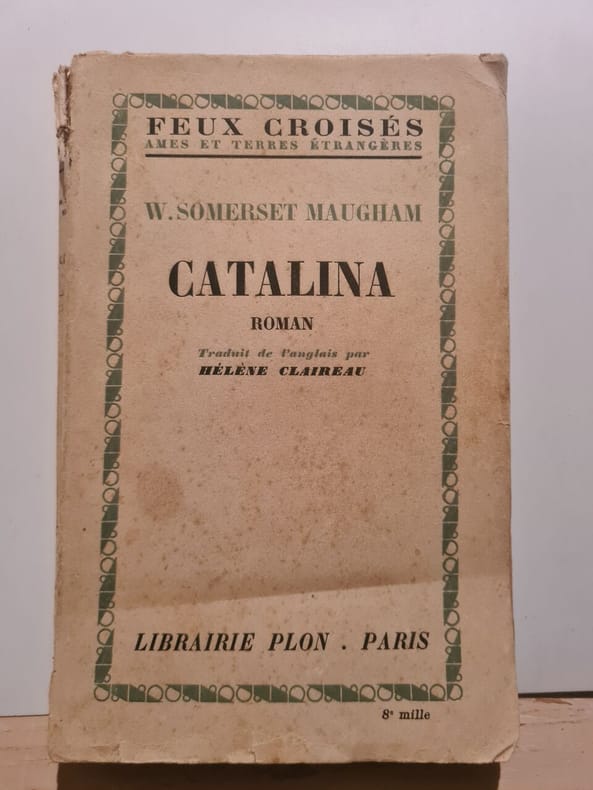 FEUX CROISÉS
AMES ET TERRES ÉTRANGÈRES
W. SOMERSET MAUGHAM
CATALINA
ROMAN
Traduit de l'anglais par
HÉLÈNE CLAIREAU
LIBRAIRIE PLON . PARIS
8e mille